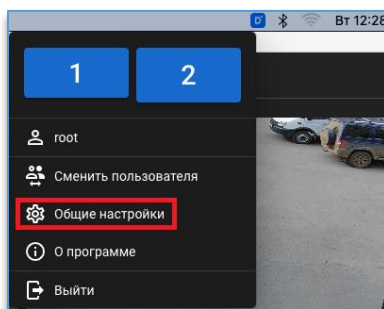 D Вт 12:28
1 2
root
Сменить пользователя
Общие настройки
О программе
Выйти